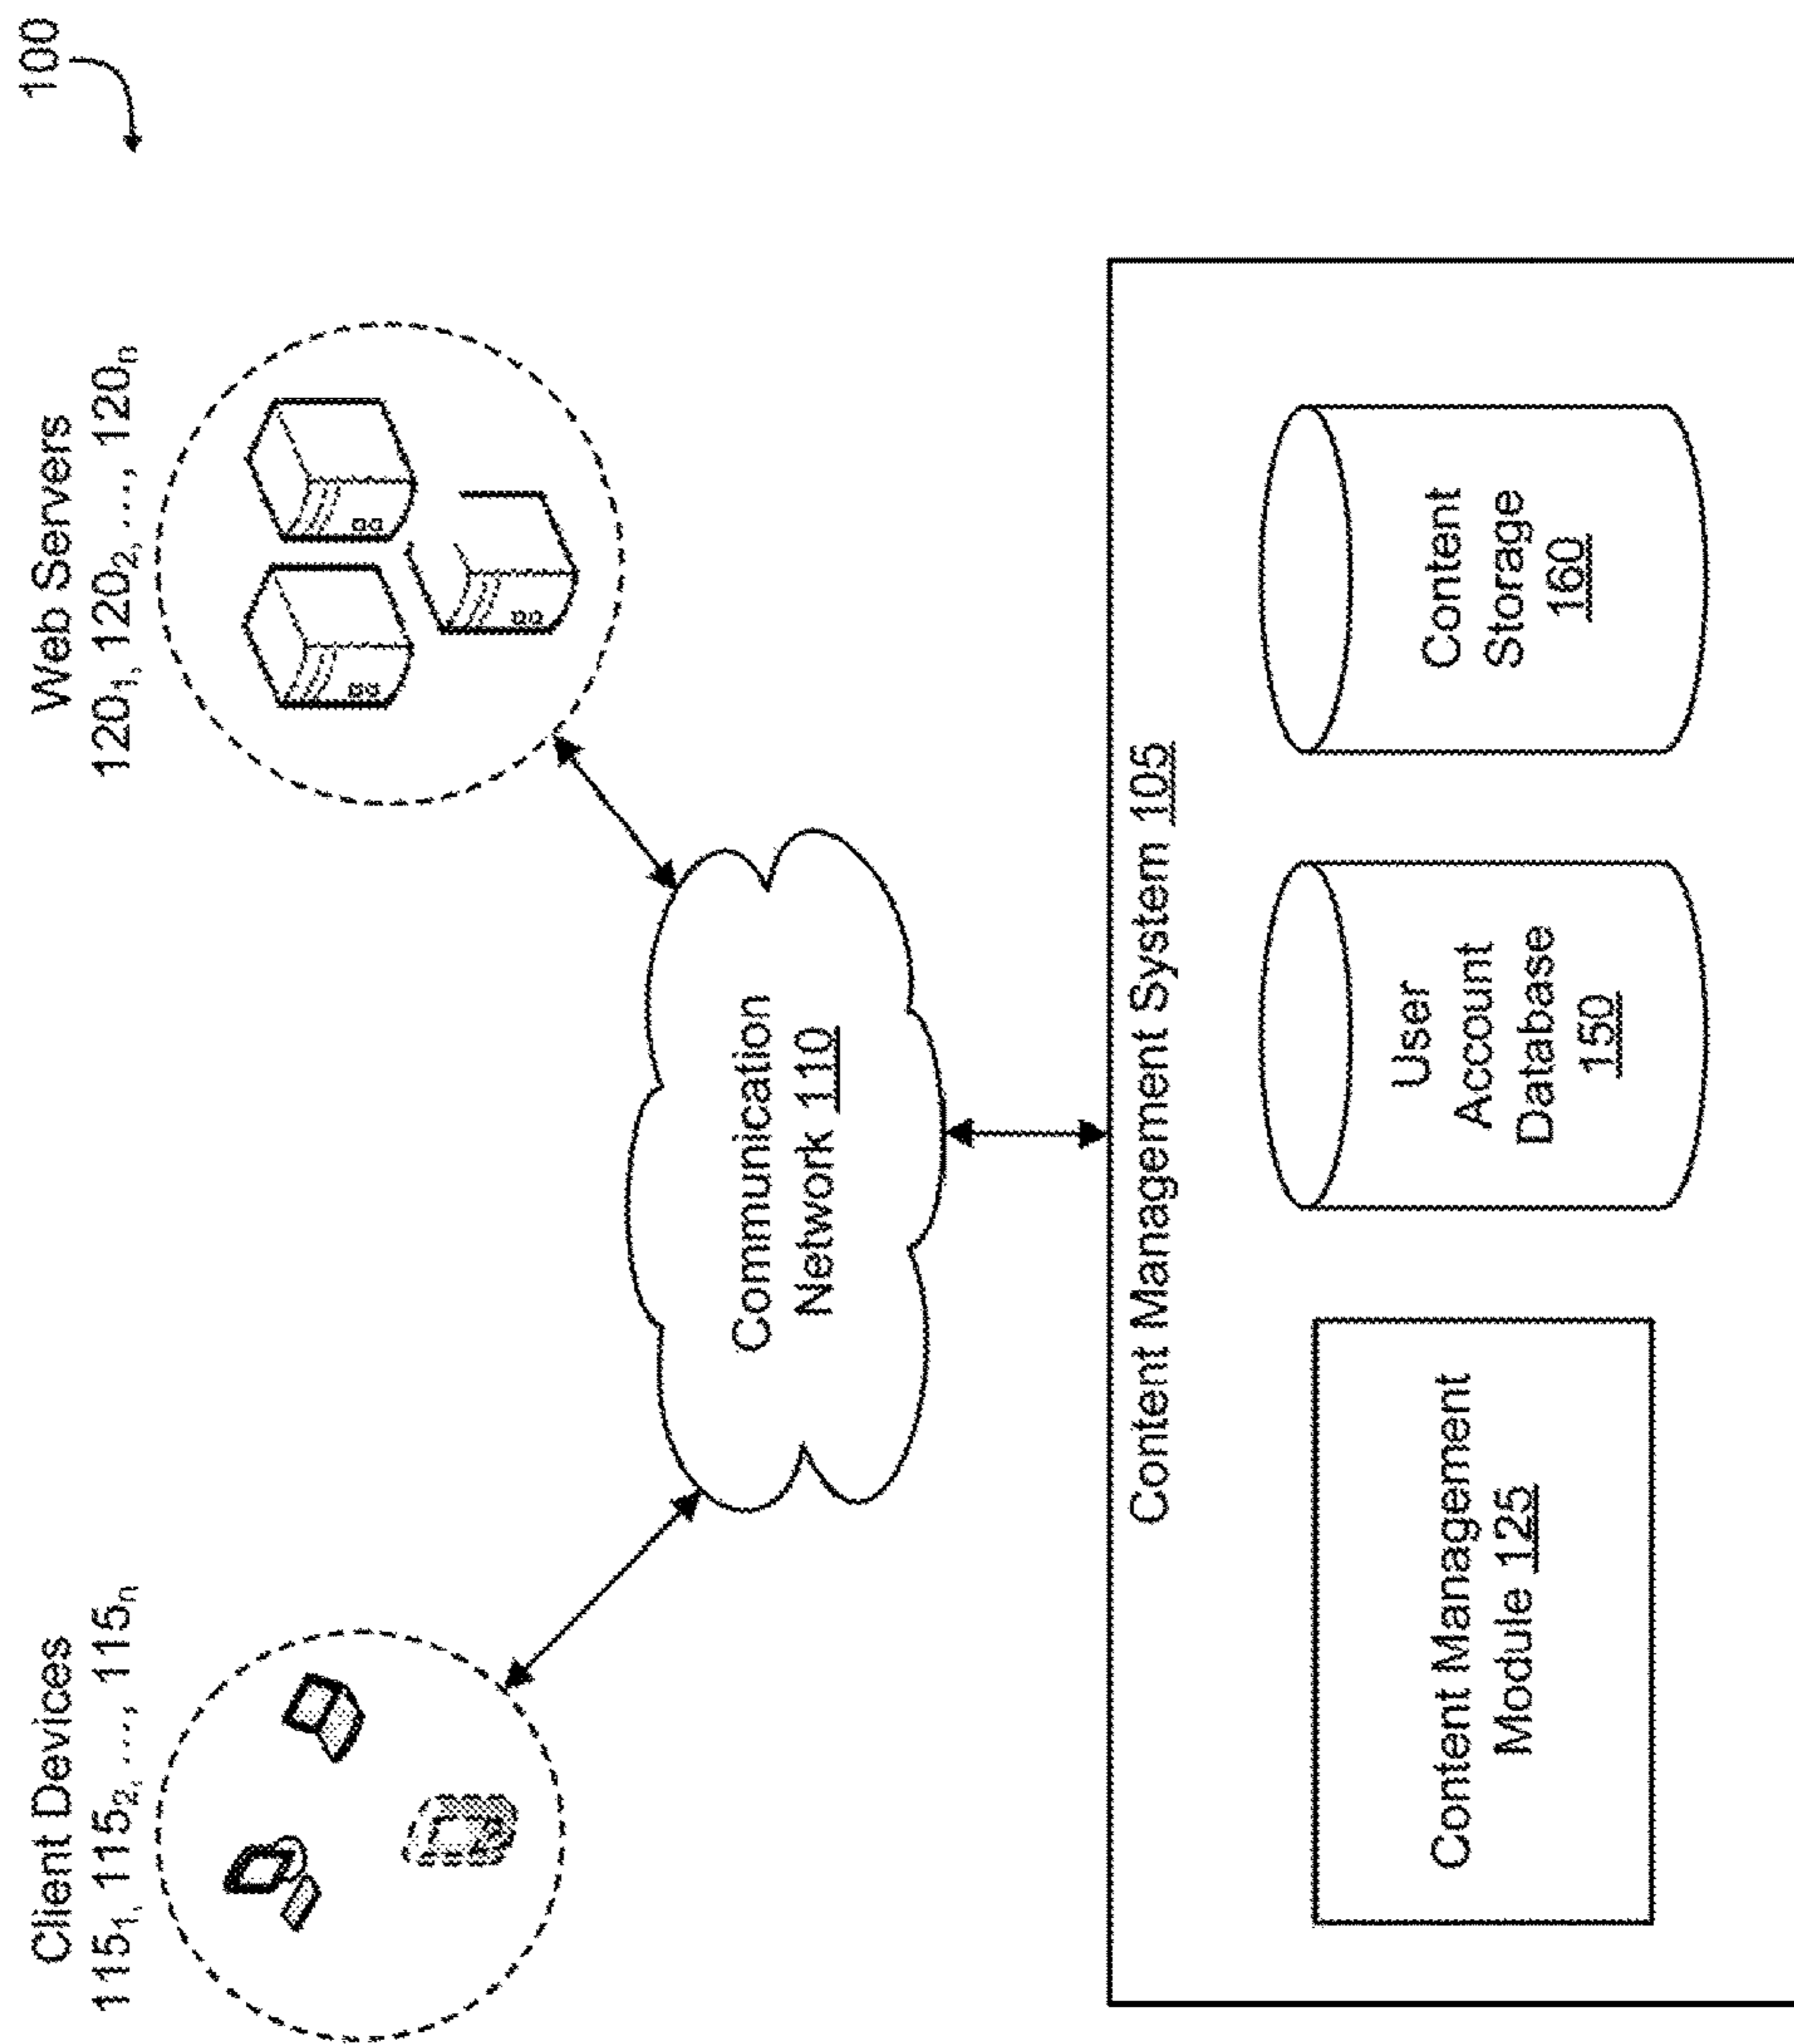 100
Client Devices
115₁, 115₂, ..., 115ₙ
Web Servers
120₁, 120₂, ..., 120ₙ
Communication
Network 110
Content Management System 105
Content Management
Module 125
User
Account
Database
150
Content
Storage
160